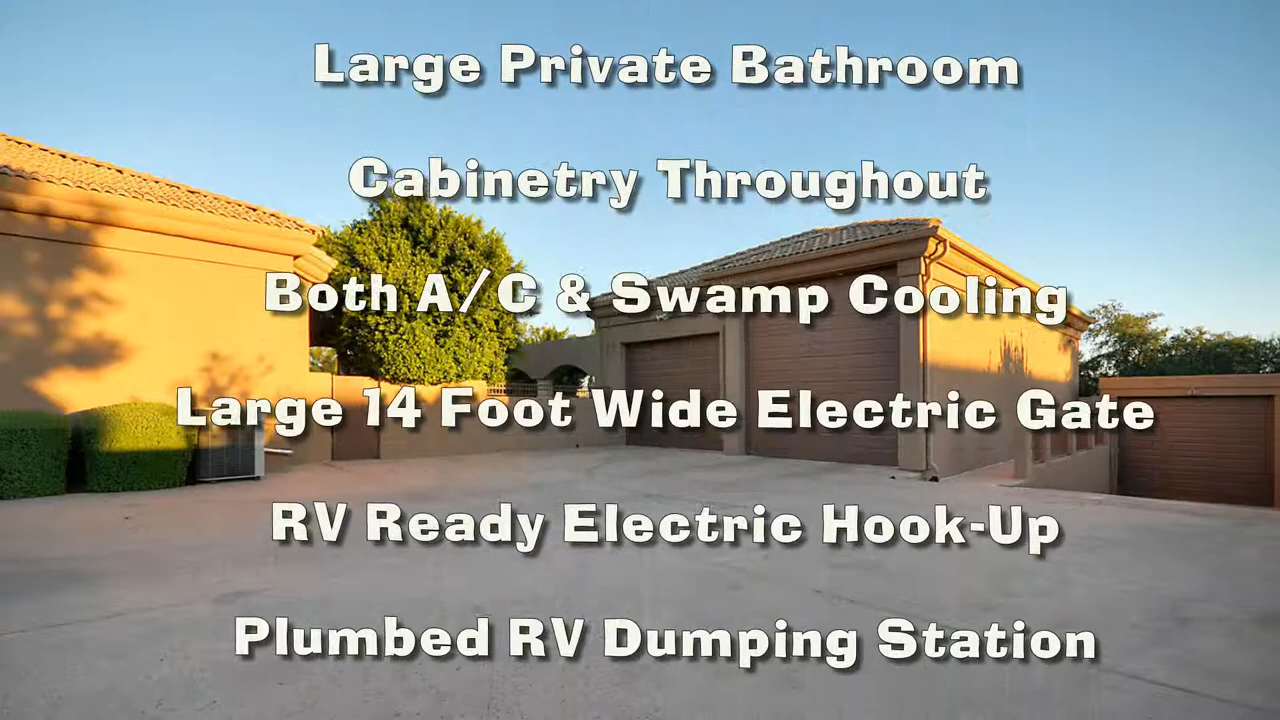 Large Private Bathroom
Cabinetry Throughout
Both A/C & Swamp Cooling
Large 14 Foot Wide Electric Gate
RV Ready Electric Hook-Up
Plumbed RV Dumping Station